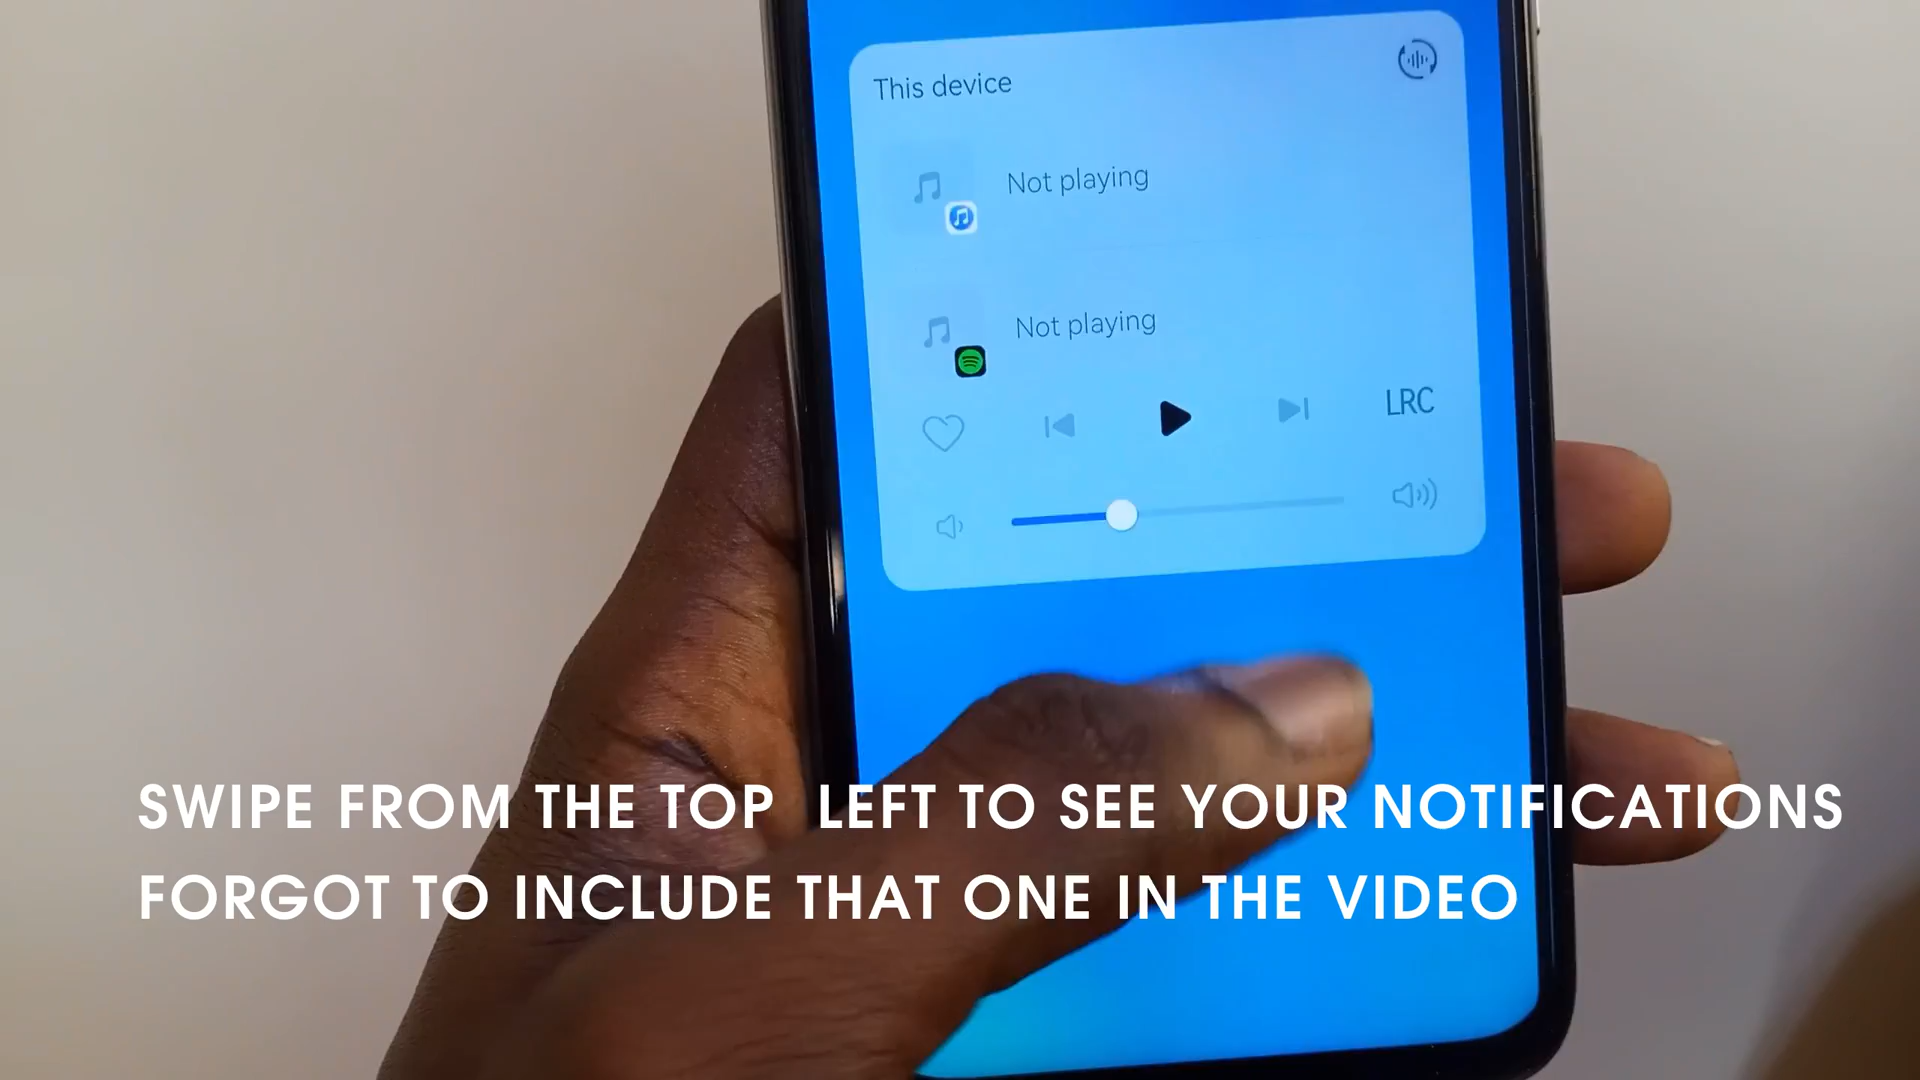 This device
Not playing
Not playing
LRC
SWIPE FROM THE TOP LEFT TO SEE YOUR NOTIFICATIONS
FORGOT TO INCLUDE THAT ONE IN THE VIDEO